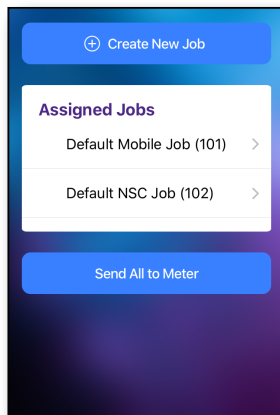 Create New Job
Assigned Jobs
Default Mobile Job (101)
Default NSC Job (102)
Send All to Meter